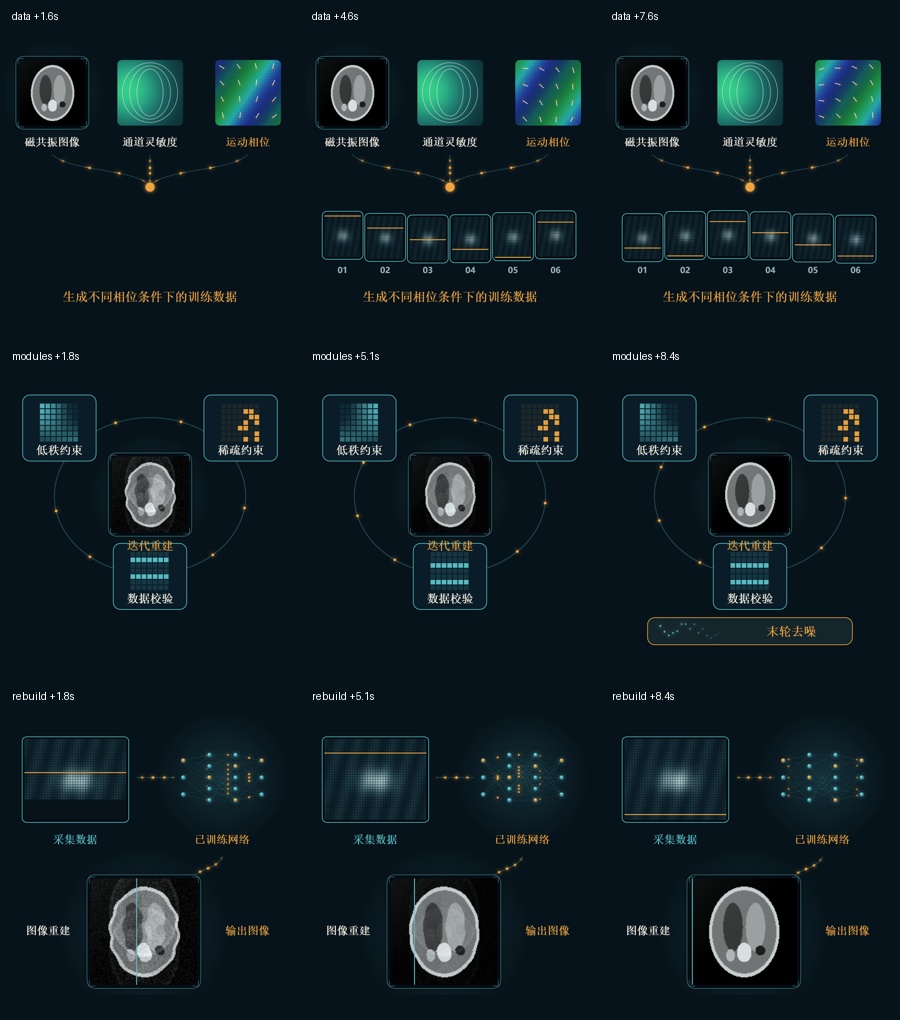 data +1.6s
data +4.6s
data +7.6s
磁共振图像
通道灵敏度
运动相位
磁共振图像
通道灵敏度
运动相位
磁共振图像
通道灵敏度
运动相位
01 02 03 04 05 06
01 02 03 04 05 06
生成不同相位条件下的训练数据
生成不同相位条件下的训练数据
生成不同相位条件下的训练数据
modules +1.8s
modules +5.1s
modules +8.4s
低秩约束
稀疏约束
低秩约束
稀疏约束
低秩约束
稀疏约束
迭代重建
迭代重建
迭代重建
数据校验
数据校验
数据校验
末轮去噪
rebuild +1.8s
rebuild +5.1s
rebuild +8.4s
采集数据
已训练网络
采集数据
已训练网络
采集数据
已训练网络
图像重建
输出图像
图像重建
输出图像
图像重建
输出图像